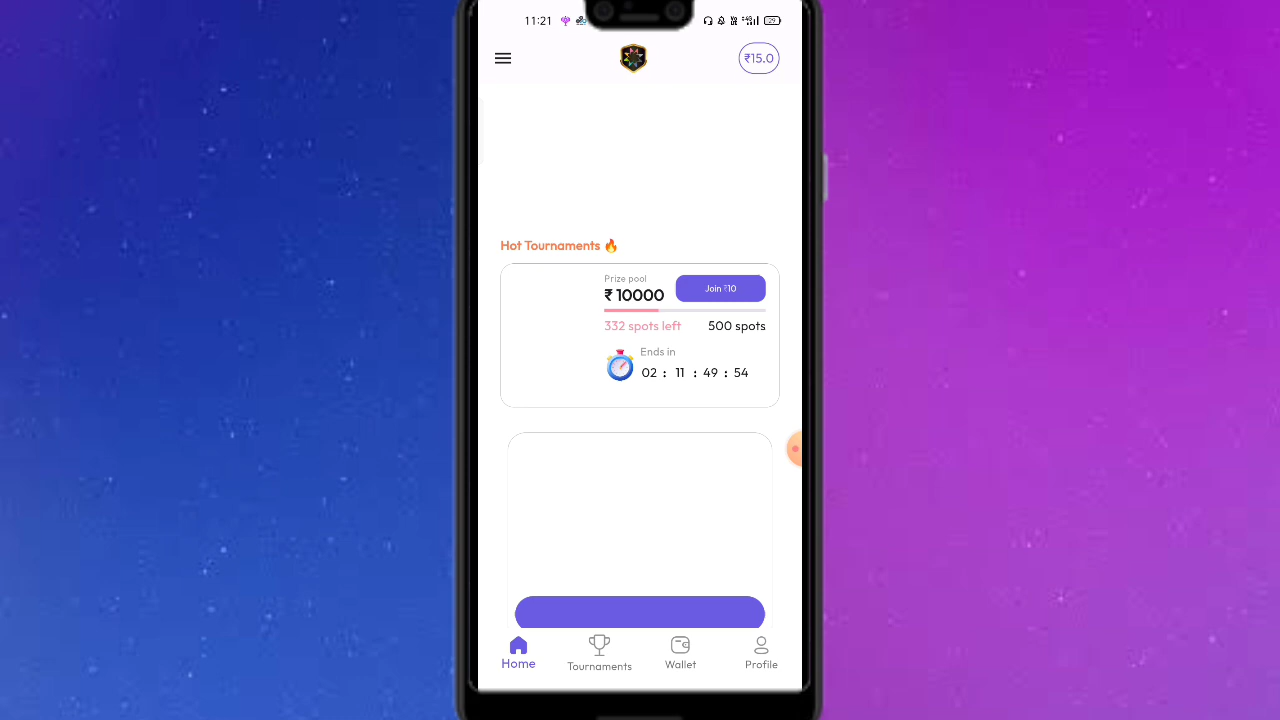 11:21
29
₹15.0
Hot Tournaments 🔥
Prize pool
₹ 10000
Join ₹10
332 spots left
500 spots
Ends in
02 : 11 : 49 : 54
Home
Tournaments
Wallet
Profile